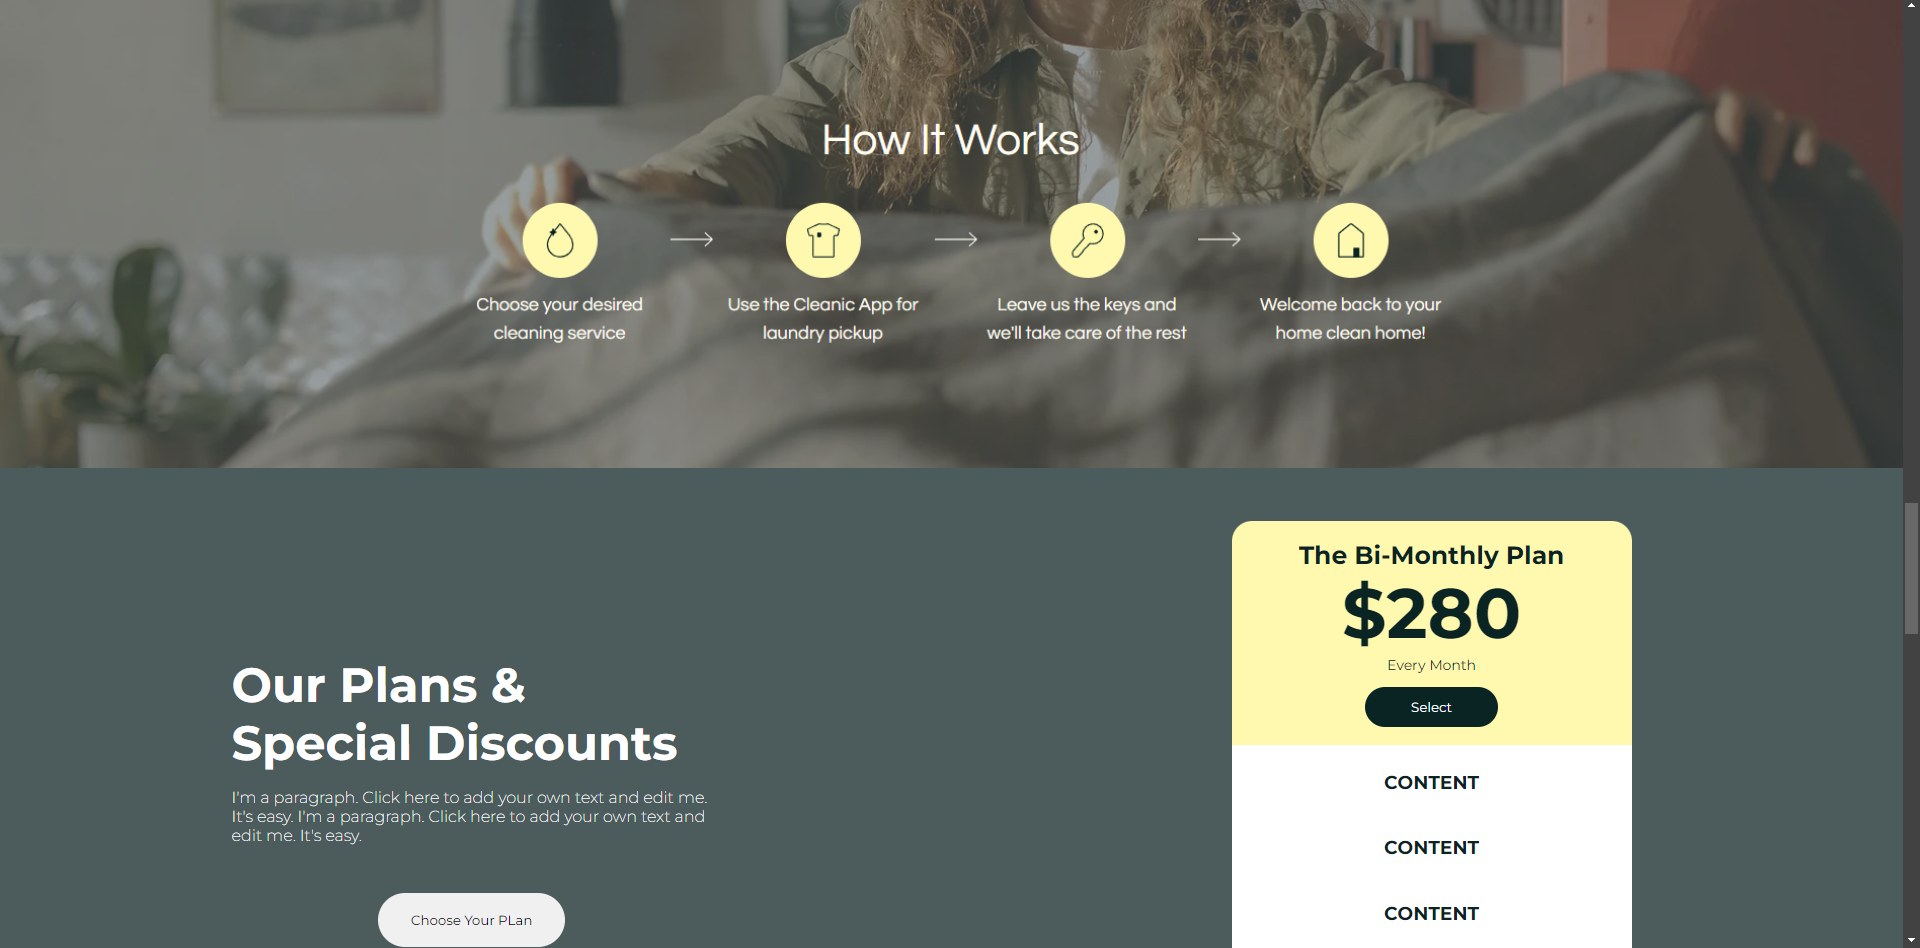 How It Works
Choose your desired
cleaning service
Use the Cleanic App for
laundry pickup
Leave us the keys and
we'll take care of the rest
Welcome back to your
home clean home!
Our Plans &
Special Discounts
I'm a paragraph. Click here to add your own text and edit me.
It's easy. I'm a paragraph. Click here to add your own text and
edit me. It's easy.
Choose Your PLan
The Bi-Monthly Plan
$280
Every Month
Select
CONTENT
CONTENT
CONTENT